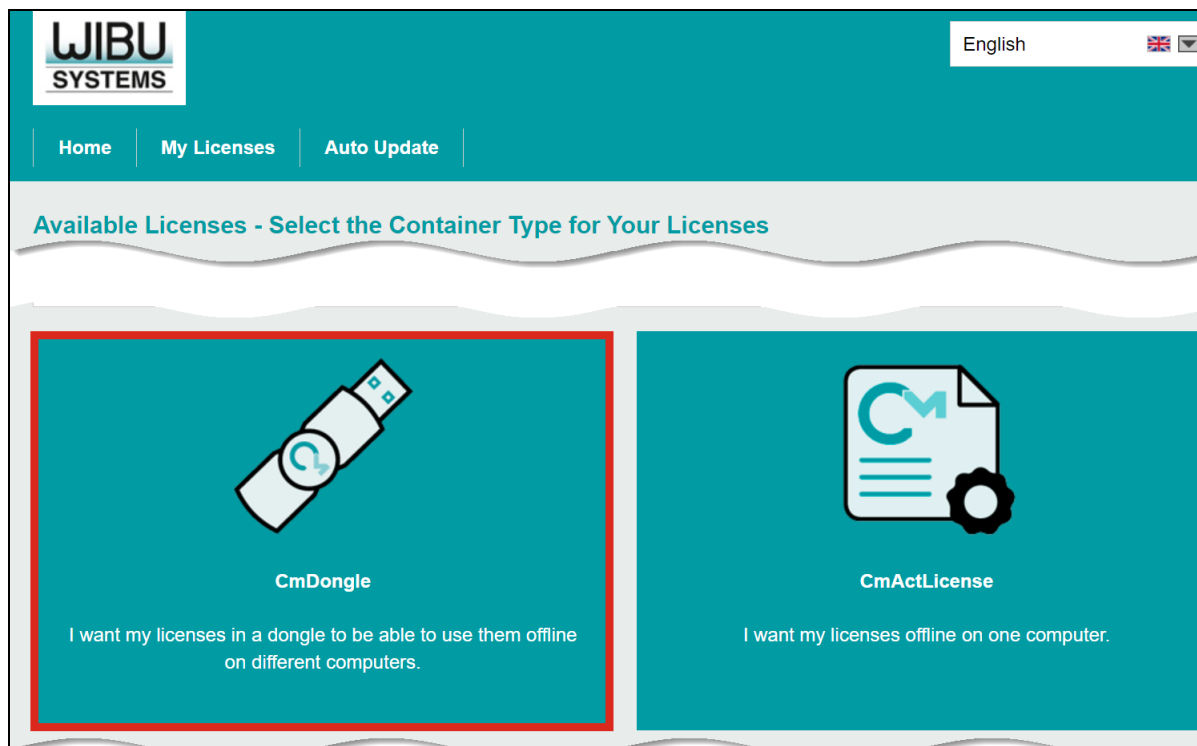 WIBU
SYSTEMS
English
Home My Licenses Auto Update
Available Licenses - Select the Container Type for Your Licenses
CM
CM
CmDongle
CmActLicense
I want my licenses in a dongle to be able to use them offline
on different computers.
I want my licenses offline on one computer.